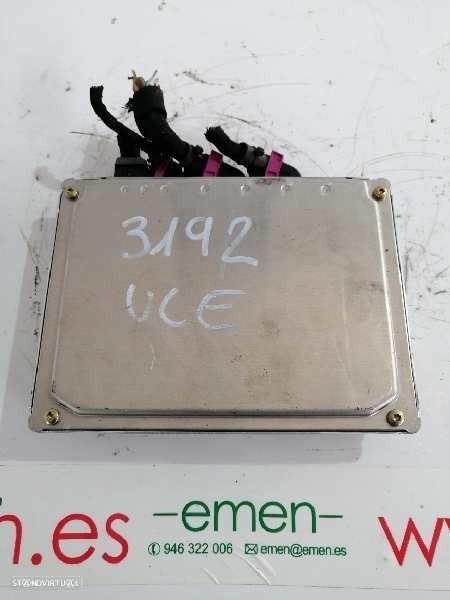 3192
UCE
n.es
-emen-
w
946 322 006 emen@emen.es
STANDVIRTUAL